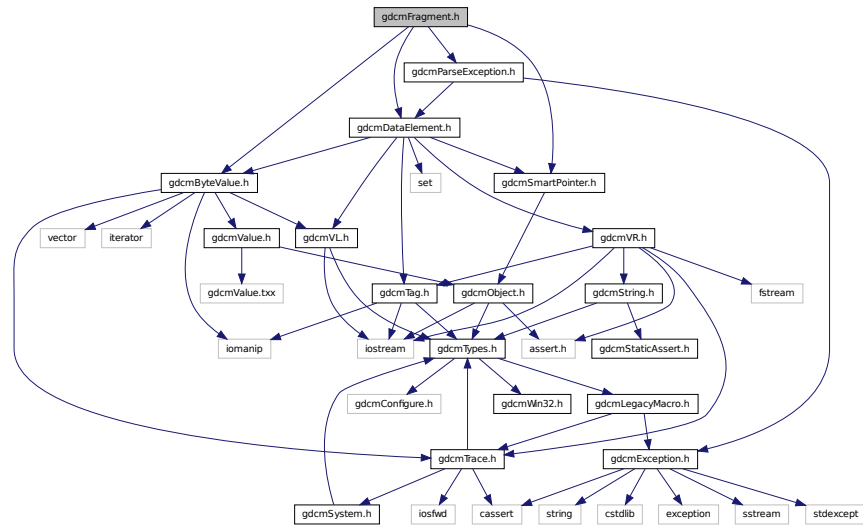 gdcmFragment.h
gdcmParseException.h
gdcmDataElement.h
gdcmByteValue.h
set
gdcmSmartPointer.h
vector
iterator
gdcmValue.h
gdcmVL.h
gdcmVR.h
gdcmValue.txx
gdcmTag.h
gdcmObject.h
gdcmString.h
fstream
iomanip
iostream
gdcmTypes.h
assert.h
gdcmStaticAssert.h
gdcmConfigure.h
gdcmWin32.h
gdcmLegacyMacro.h
gdcmTrace.h
gdcmException.h
gdcmSystem.h
iosfwd
cassert
string
cstdlib
exception
sstream
stdexcept